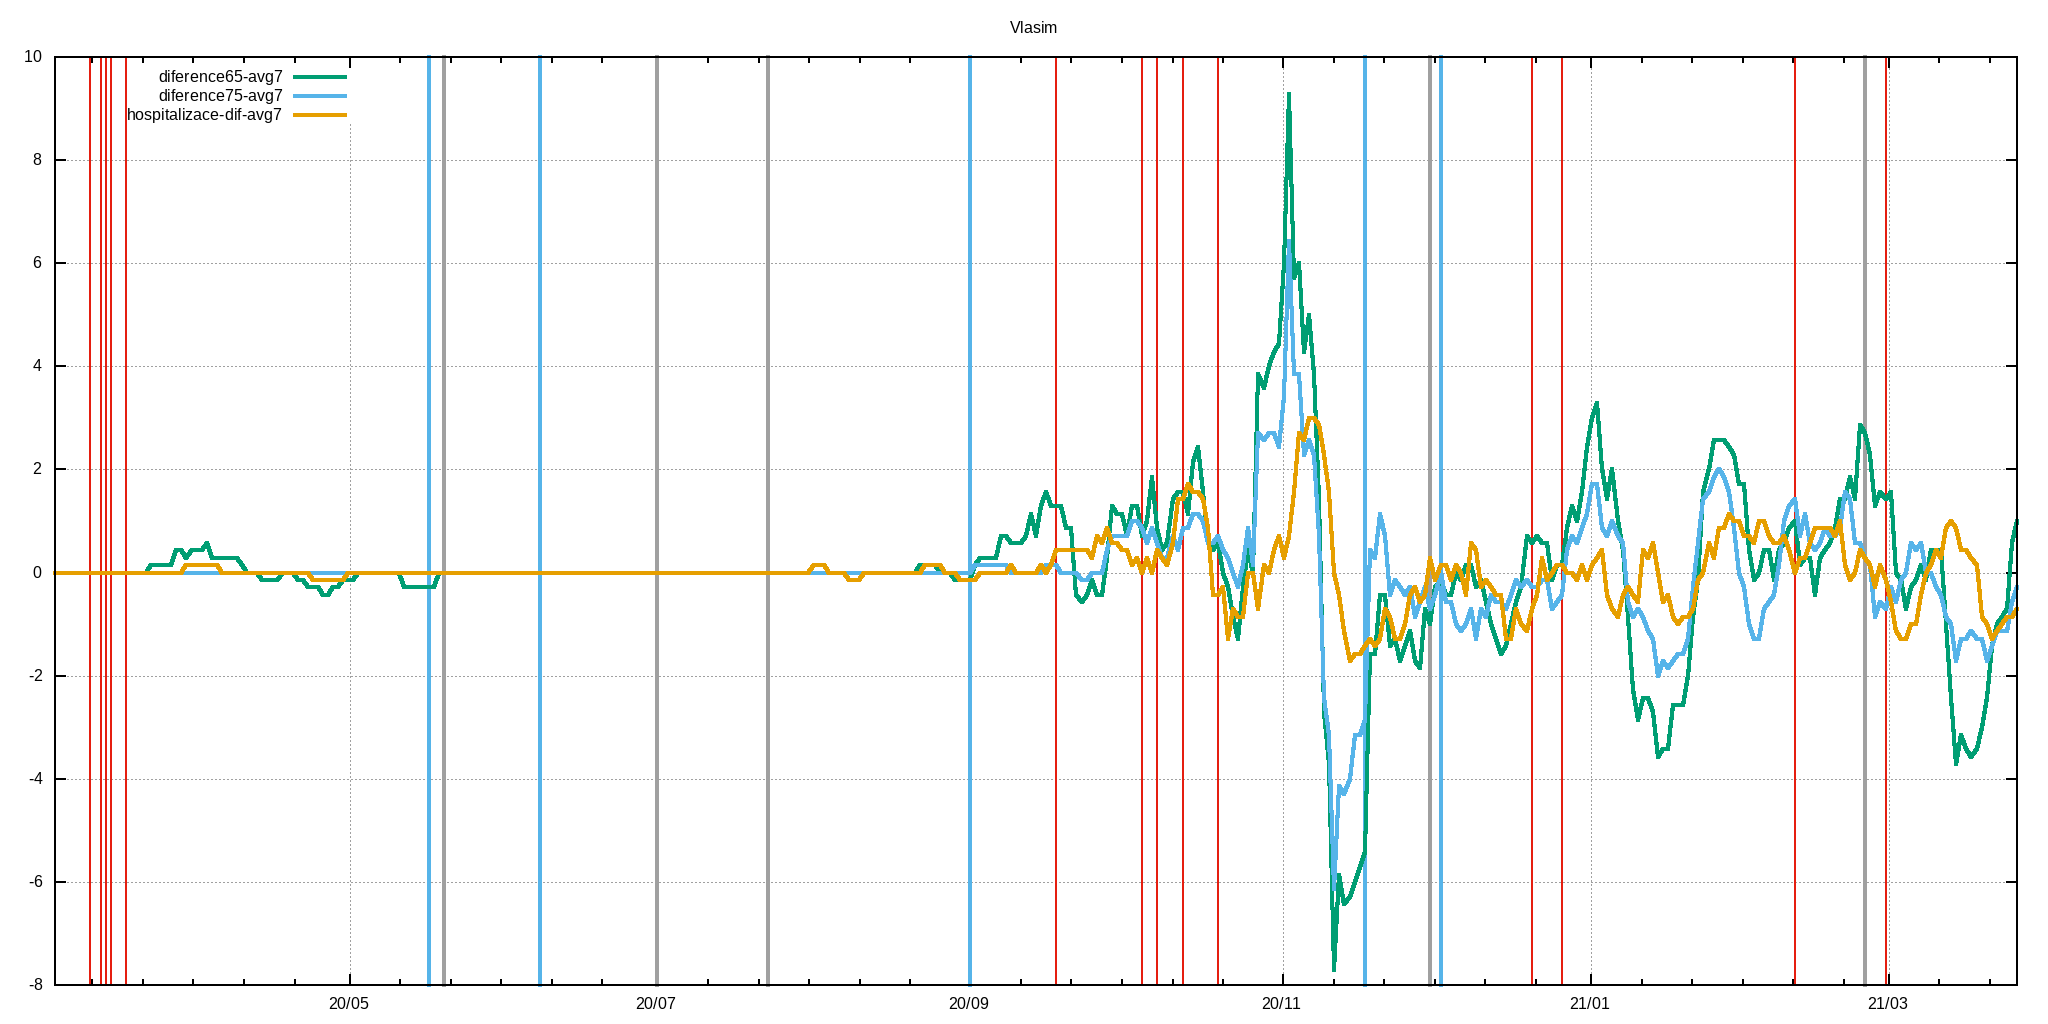 Vlasim
10
diference65-avg7
diference75-avg7
hospitalizace-dif-avg7
8
6
4
2
0
-2
-4
-6
-8
20/05 20/07 20/09 20/11 21/01 21/03